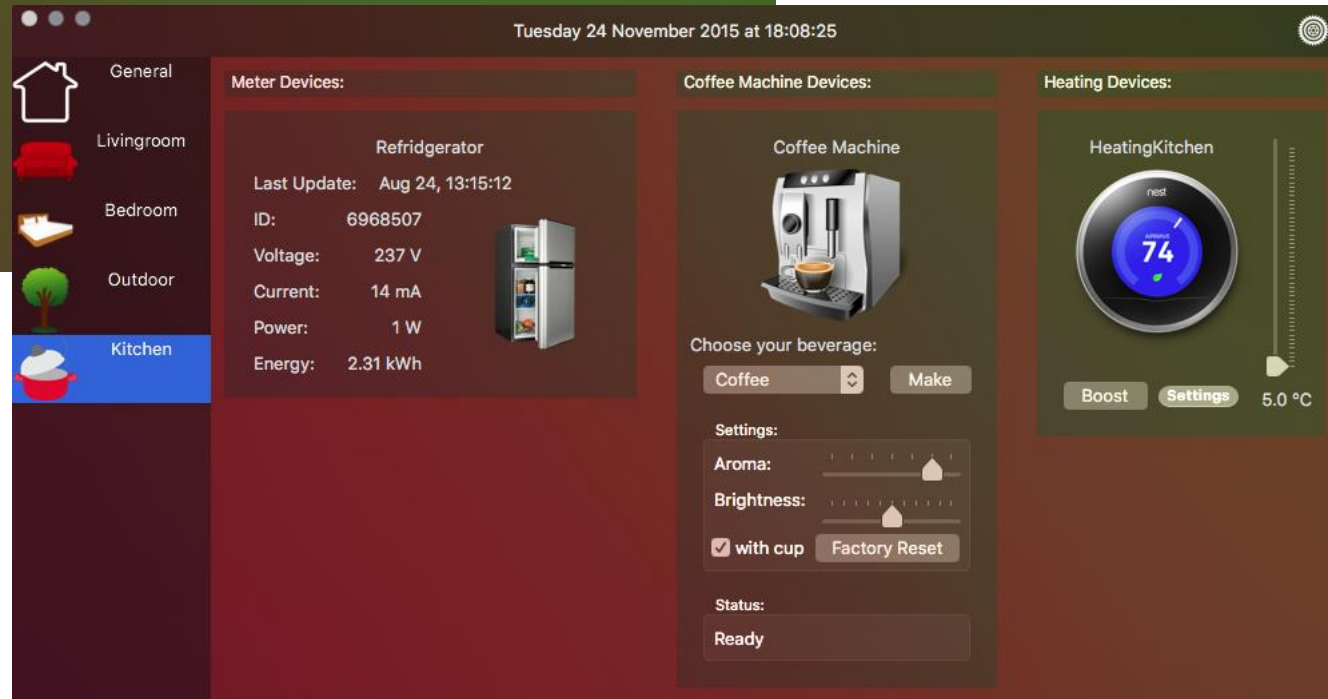 Tuesday 24 November 2015 at 18:08:25
General
Livingroom
Bedroom
Outdoor
Kitchen
Meter Devices:
Refridgerator
Last Update: Aug 24, 13:15:12
ID: 6968507
Voltage: 237 V
Current: 14 mA
Power: 1 W
Energy: 2.31 kWh
Coffee Machine Devices:
Coffee Machine
Choose your beverage:
Coffee Make
Settings:
Aroma:
Brightness:
with cup Factory Reset
Status:
Ready
Heating Devices:
HeatingKitchen
nest
74
Boost Settings 5.0 °C